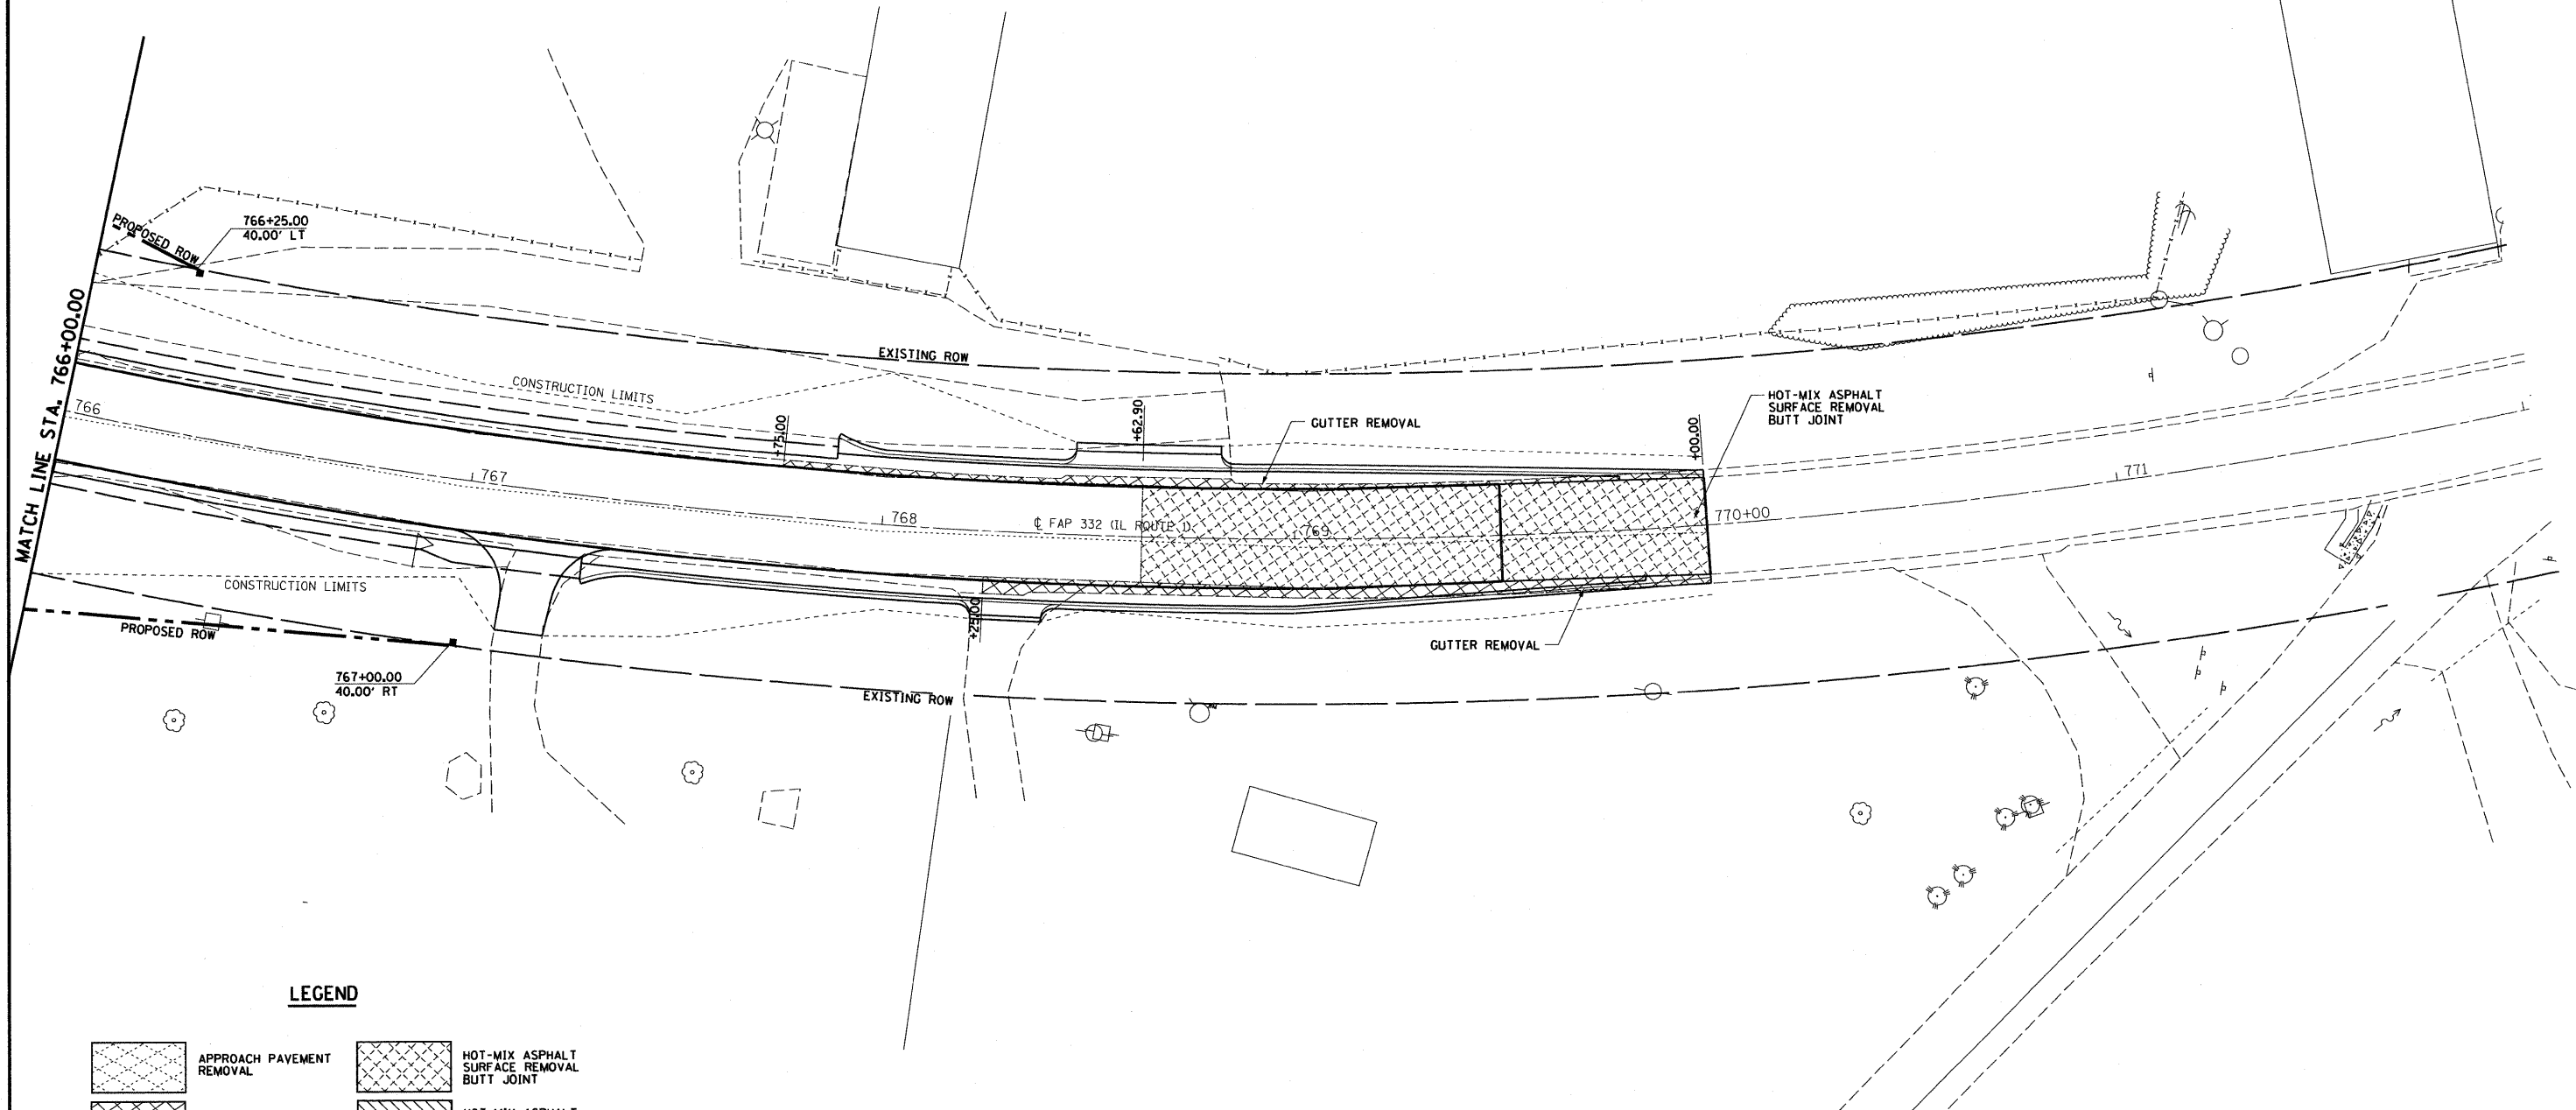 PROPOSED ROW
766+25.00
40.00' LT
MATCH LINE STA. 766+00.00
EXISTING ROW
CONSTRUCTION LIMITS
HOT-MIX ASPHALT
SURFACE REMOVAL
BUTT JOINT
766
+75.00
+62.90
GUTTER REMOVAL
+00.00
767
771
768
℄ FAP 332 (IL ROUTE 1)
769
770+00
CONSTRUCTION LIMITS
+25.00
PROPOSED ROW
GUTTER REMOVAL
767+00.00
40.00' RT
EXISTING ROW
LEGEND
APPROACH PAVEMENT
REMOVAL
HOT-MIX ASPHALT
SURFACE REMOVAL
BUTT JOINT
HOT-MIX ASPHALT